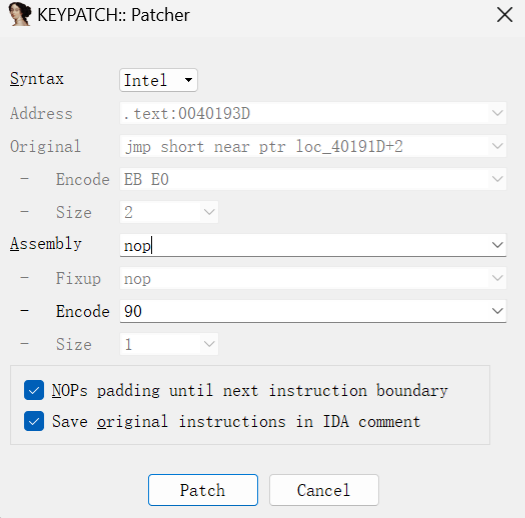 KEYPATCH:: Patcher
Syntax Intel
Address .text:0040193D
Original jmp short near ptr loc_40191D+2
- Encode EB E0
- Size 2
Assembly nop
- Fixup nop
- Encode 90
- Size 1
NOPs padding until next instruction boundary
Save original instructions in IDA comment
Patch Cancel